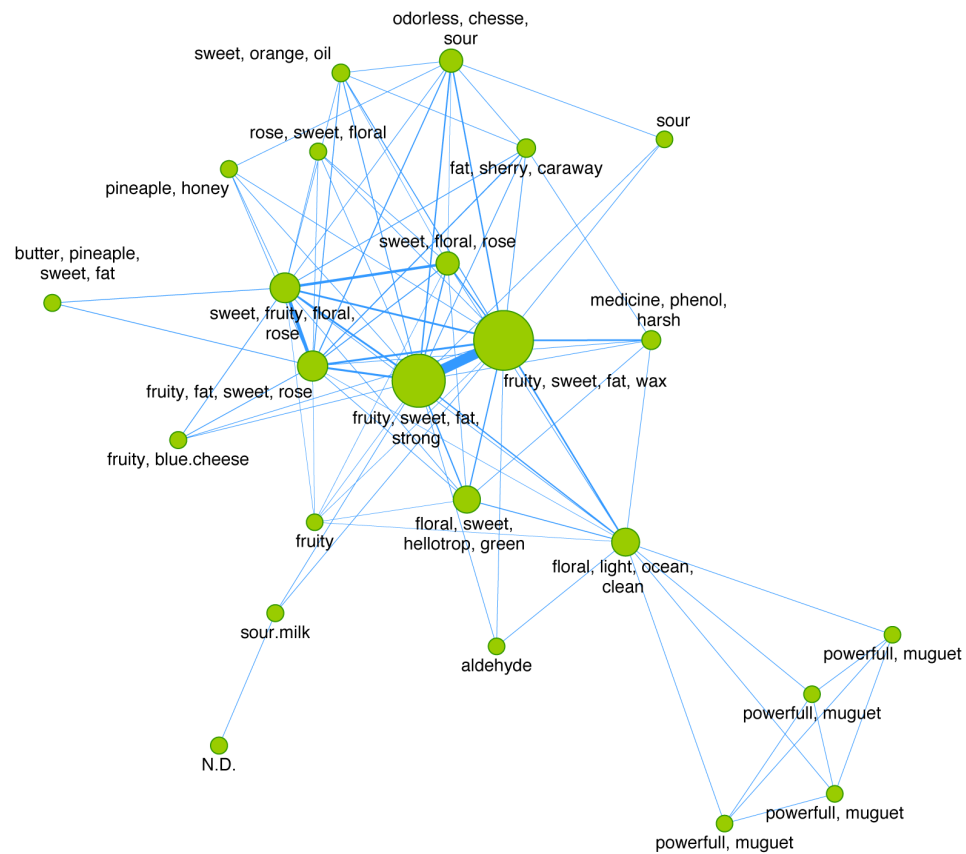 odorless, chesse,
sour
sweet, orange, oil
sour
rose, sweet, floral
fat, sherry, caraway
pineaple, honey
sweet, floral, rose
butter, pineaple,
sweet, fat
medicine, phenol,
harsh
sweet, fruity, floral,
rose
fruity, sweet, fat, wax
fruity, fat, sweet, rose
fruity, sweet, fat,
strong
fruity, blue.cheese
floral, sweet,
hellotrop, green
fruity
floral, light, ocean,
clean
sour.milk
aldehyde
powerfull, muguet
powerfull, muguet
N.D.
powerfull, muguet
powerfull, muguet